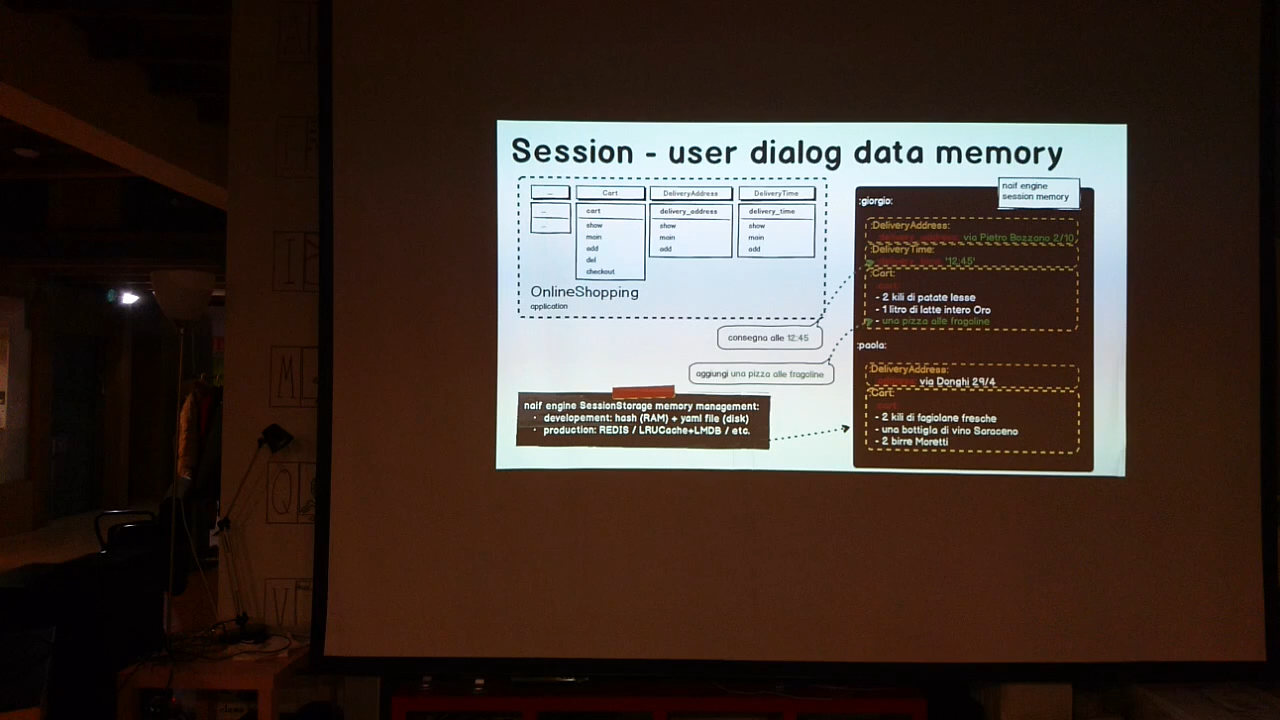 Session - user dialog data memory
...
Cart
DeliveryAddress
DeliveryTime
...
...
cart
show
main
add
del
checkout
delivery_address
show
main
add
delivery_time
show
main
add
OnlineShopping
application
consegna alle 12:45
aggiungi una pizza alle fragoline
naif engine SessionStorage memory management:
• developement: hash (RAM) + yaml file (disk)
• production: REDIS / LRUCache+LMDB / etc.
naif engine
session memory
:giorgio:
:DeliveryAddress:
via Pietro Bozzano 2/10
:DeliveryTime:
'12:45'
:Cart:
- 2 kili di patate lesse
- 1 litro di latte intero Oro
- una pizza alle fragoline
:paola:
:DeliveryAddress:
via Donghi 29/4
:Cart:
- 2 kili di fagiolane fresche
- una bottiglia di vino Saraceno
- 2 birre Moretti
M
Q
V